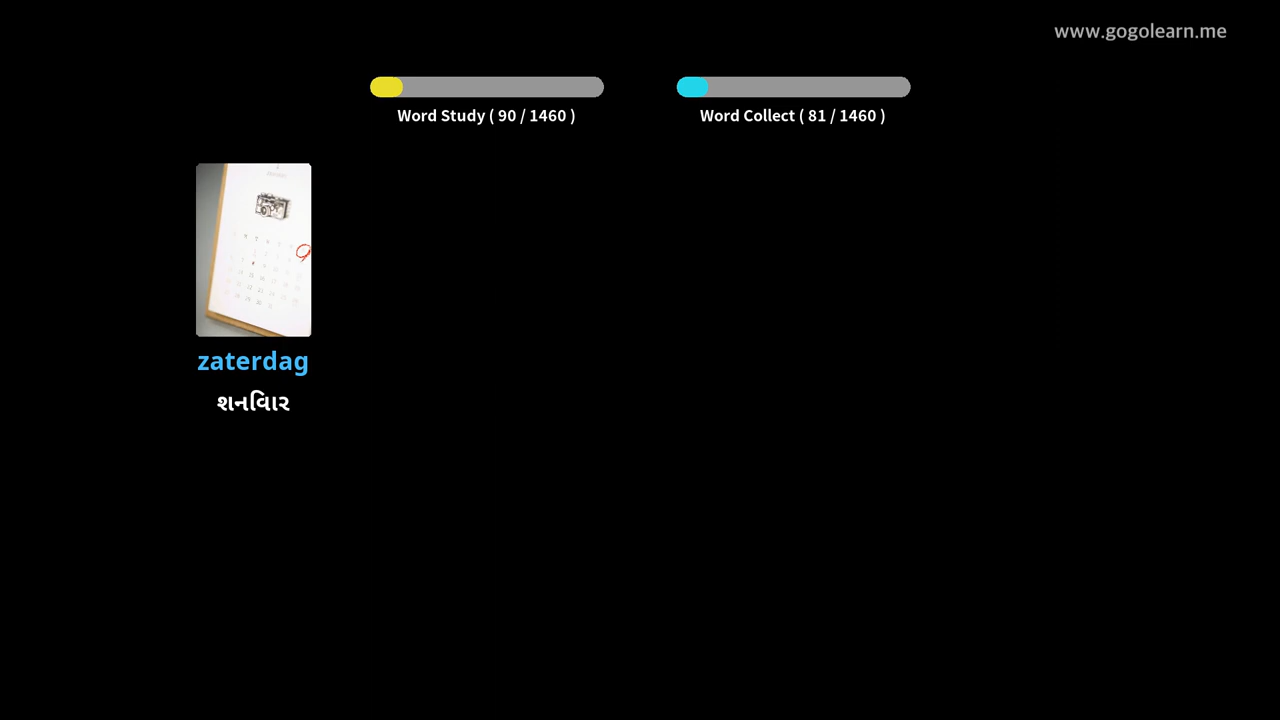 www.gogolearn.me
Word Study ( 90 / 1460 )
Word Collect ( 81 / 1460 )
zaterdag
શનિવાર